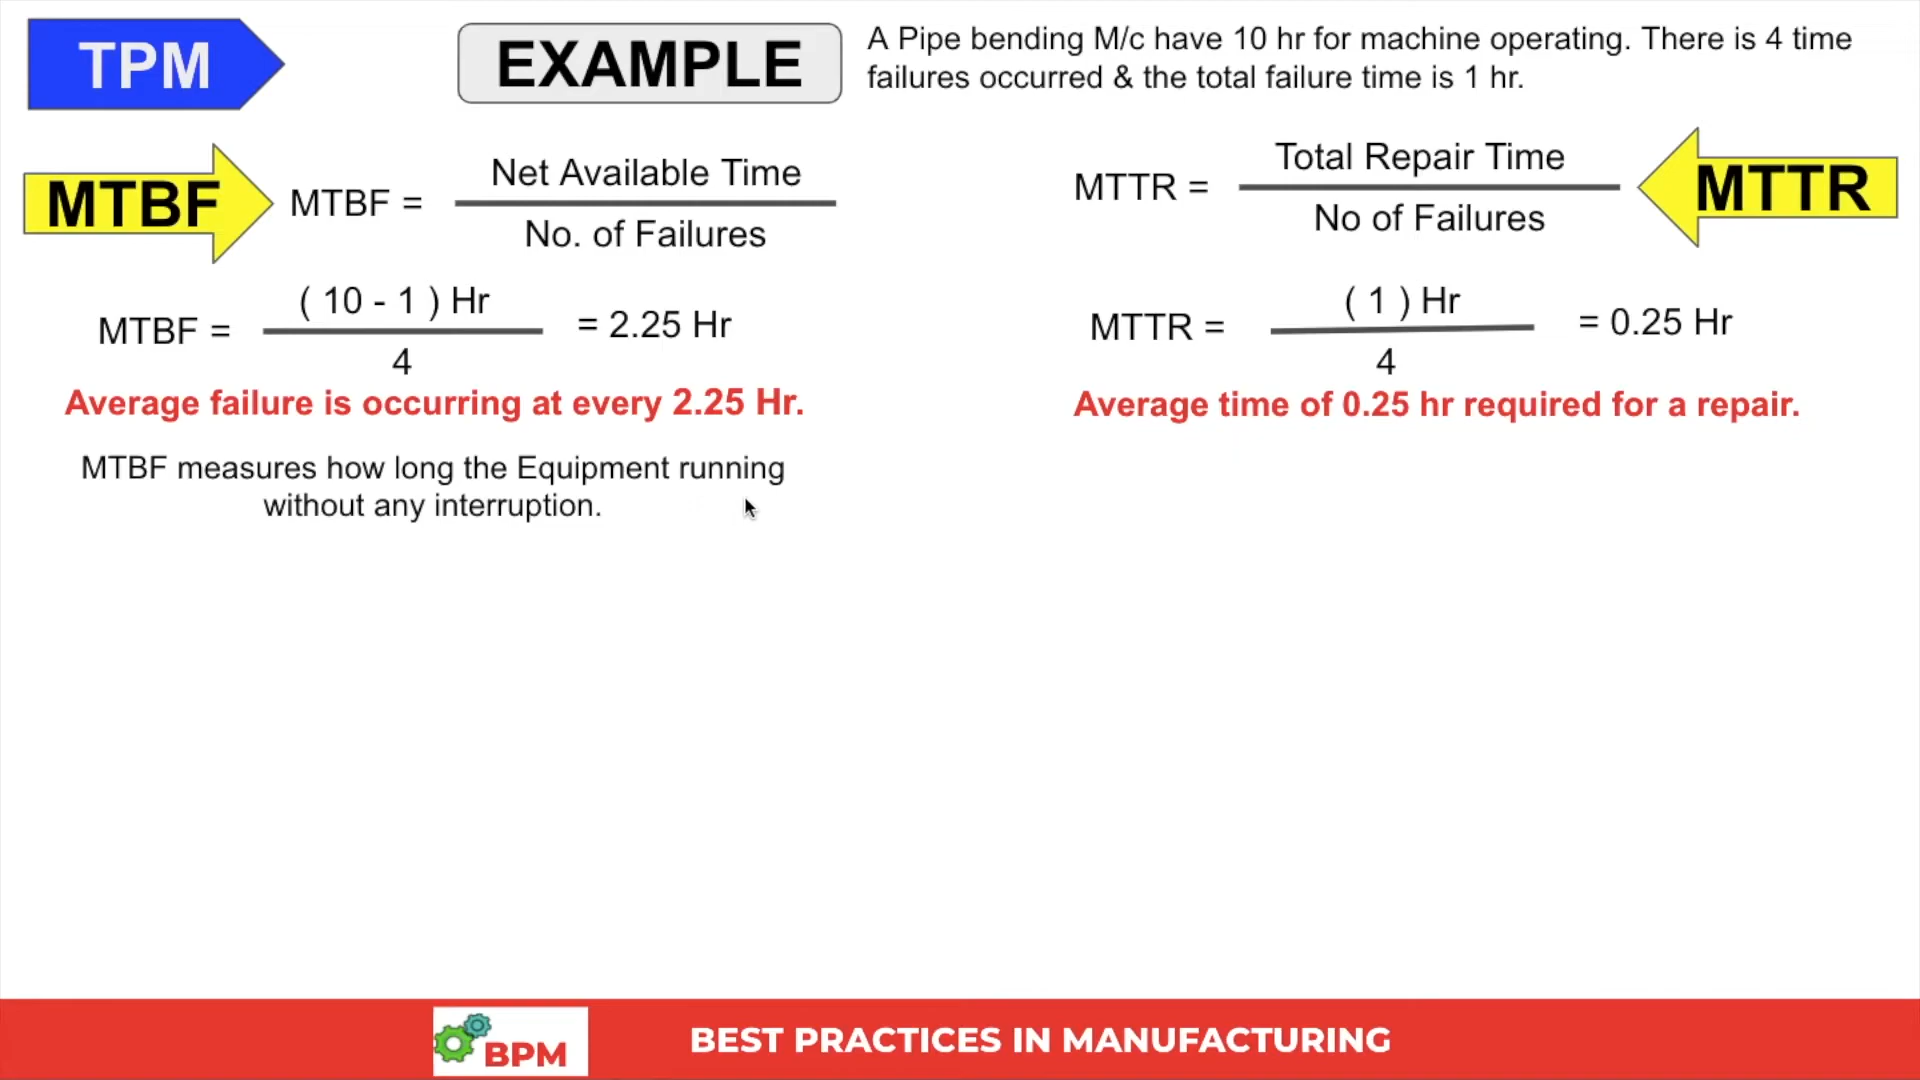 TPM
EXAMPLE
A Pipe bending M/c have 10 hr for machine operating. There is 4 time
failures occurred & the total failure time is 1 hr.
MTBF
MTBF =
Net Available Time
No. of Failures
MTTR =
Total Repair Time
No of Failures
MTTR
MTBF =
( 10 - 1 ) Hr
4
= 2.25 Hr
MTTR =
( 1 ) Hr
4
= 0.25 Hr
Average failure is occurring at every 2.25 Hr.
Average time of 0.25 hr required for a repair.
MTBF measures how long the Equipment running
without any interruption.
BPM
BEST PRACTICES IN MANUFACTURING